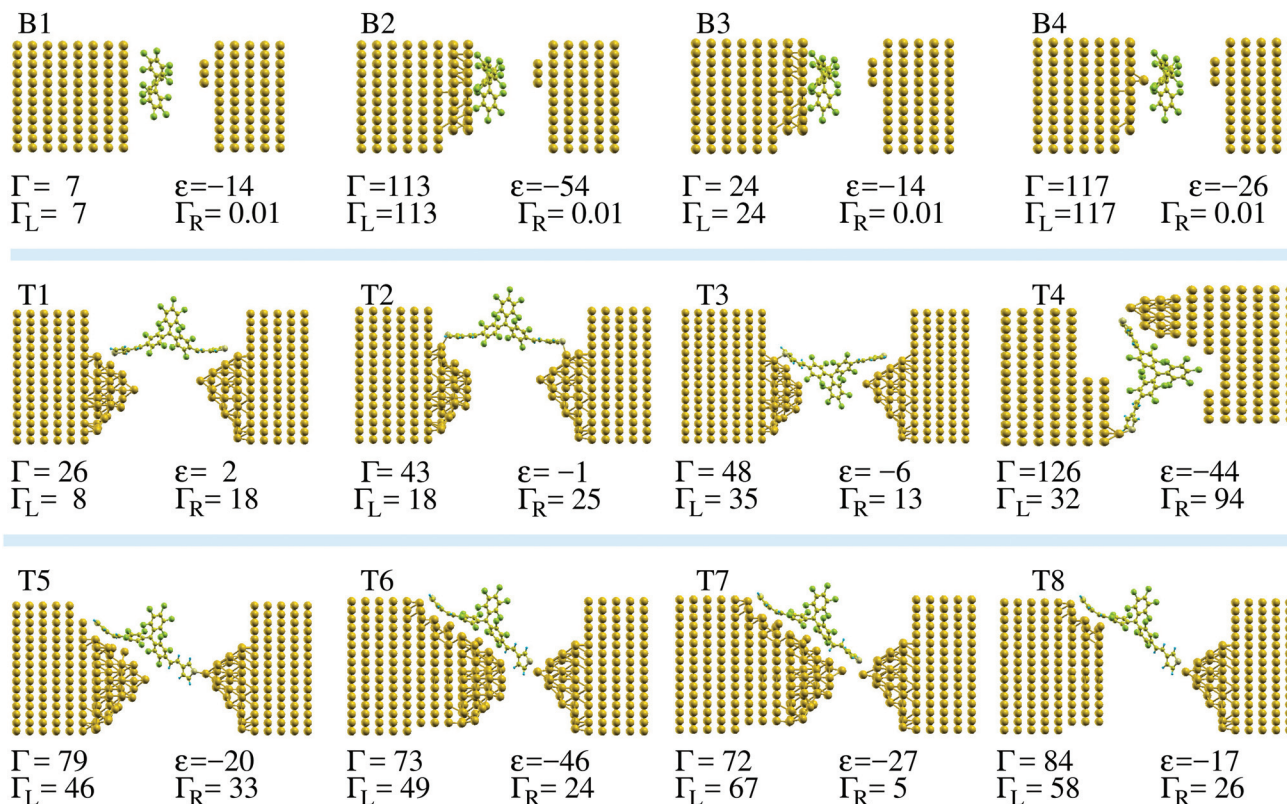 B1 B2 B3 B4
Γ= 7 ε=−14 Γ=113 ε=−54 Γ= 24 ε=−14 Γ=117 ε=−26
Γ_L= 7 Γ_R= 0.01 Γ_L=113 Γ_R= 0.01 Γ_L= 24 Γ_R= 0.01 Γ_L=117 Γ_R= 0.01
T1 T2 T3 T4
Γ= 26 ε= 2 Γ= 43 ε= −1 Γ= 48 ε= −6 Γ=126 ε=−44
Γ_L= 8 Γ_R= 18 Γ_L= 18 Γ_R= 25 Γ_L= 35 Γ_R= 13 Γ_L= 32 Γ_R= 94
T5 T6 T7 T8
Γ= 79 ε=−20 Γ= 73 ε=−46 Γ= 72 ε=−27 Γ= 84 ε=−17
Γ_L= 46 Γ_R= 33 Γ_L= 49 Γ_R= 24 Γ_L= 67 Γ_R= 5 Γ_L= 58 Γ_R= 26